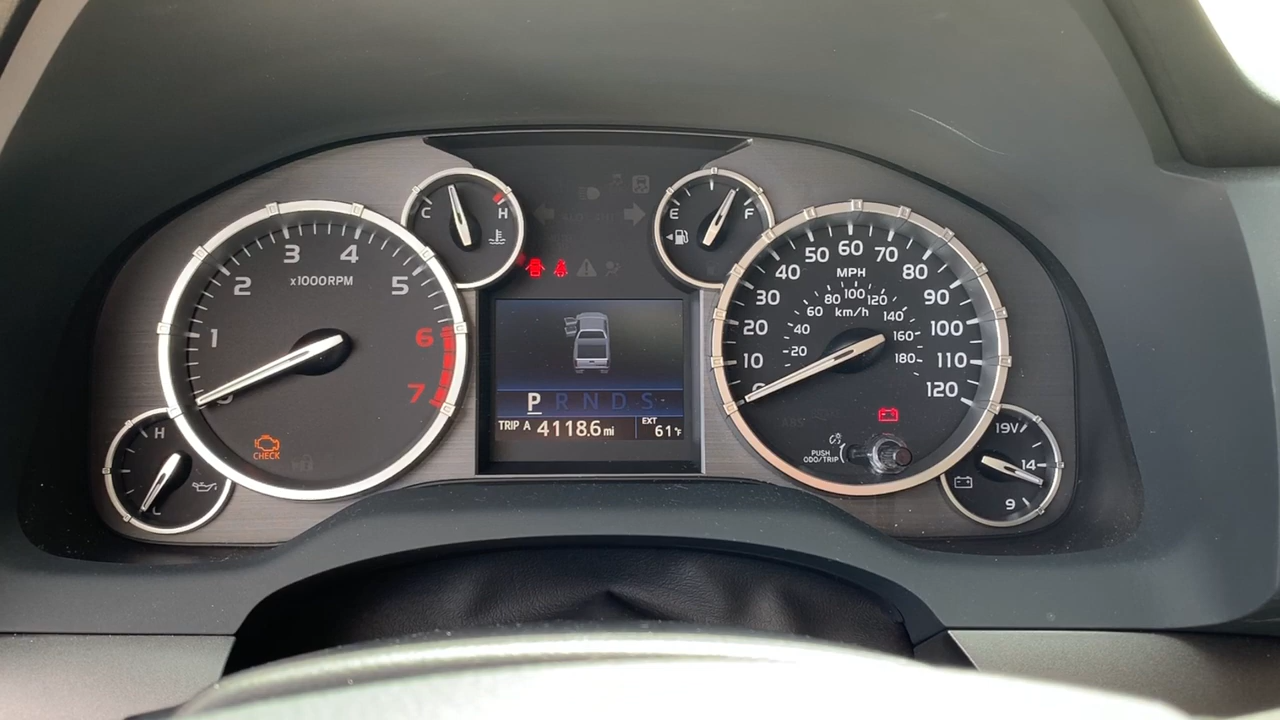 C H
E F
1 2 3 4 5 6 7
x1000RPM
0 10 20 30 40 50 60 70 80 90 100 110 120
MPH
20 40 60 80 100 120 140 160 180
km/h
P R N D S
TRIP A 4118.6 mi
EXT 61°F
CHECK
H
L
PUSH
ODO/TRIP
19V
14
9